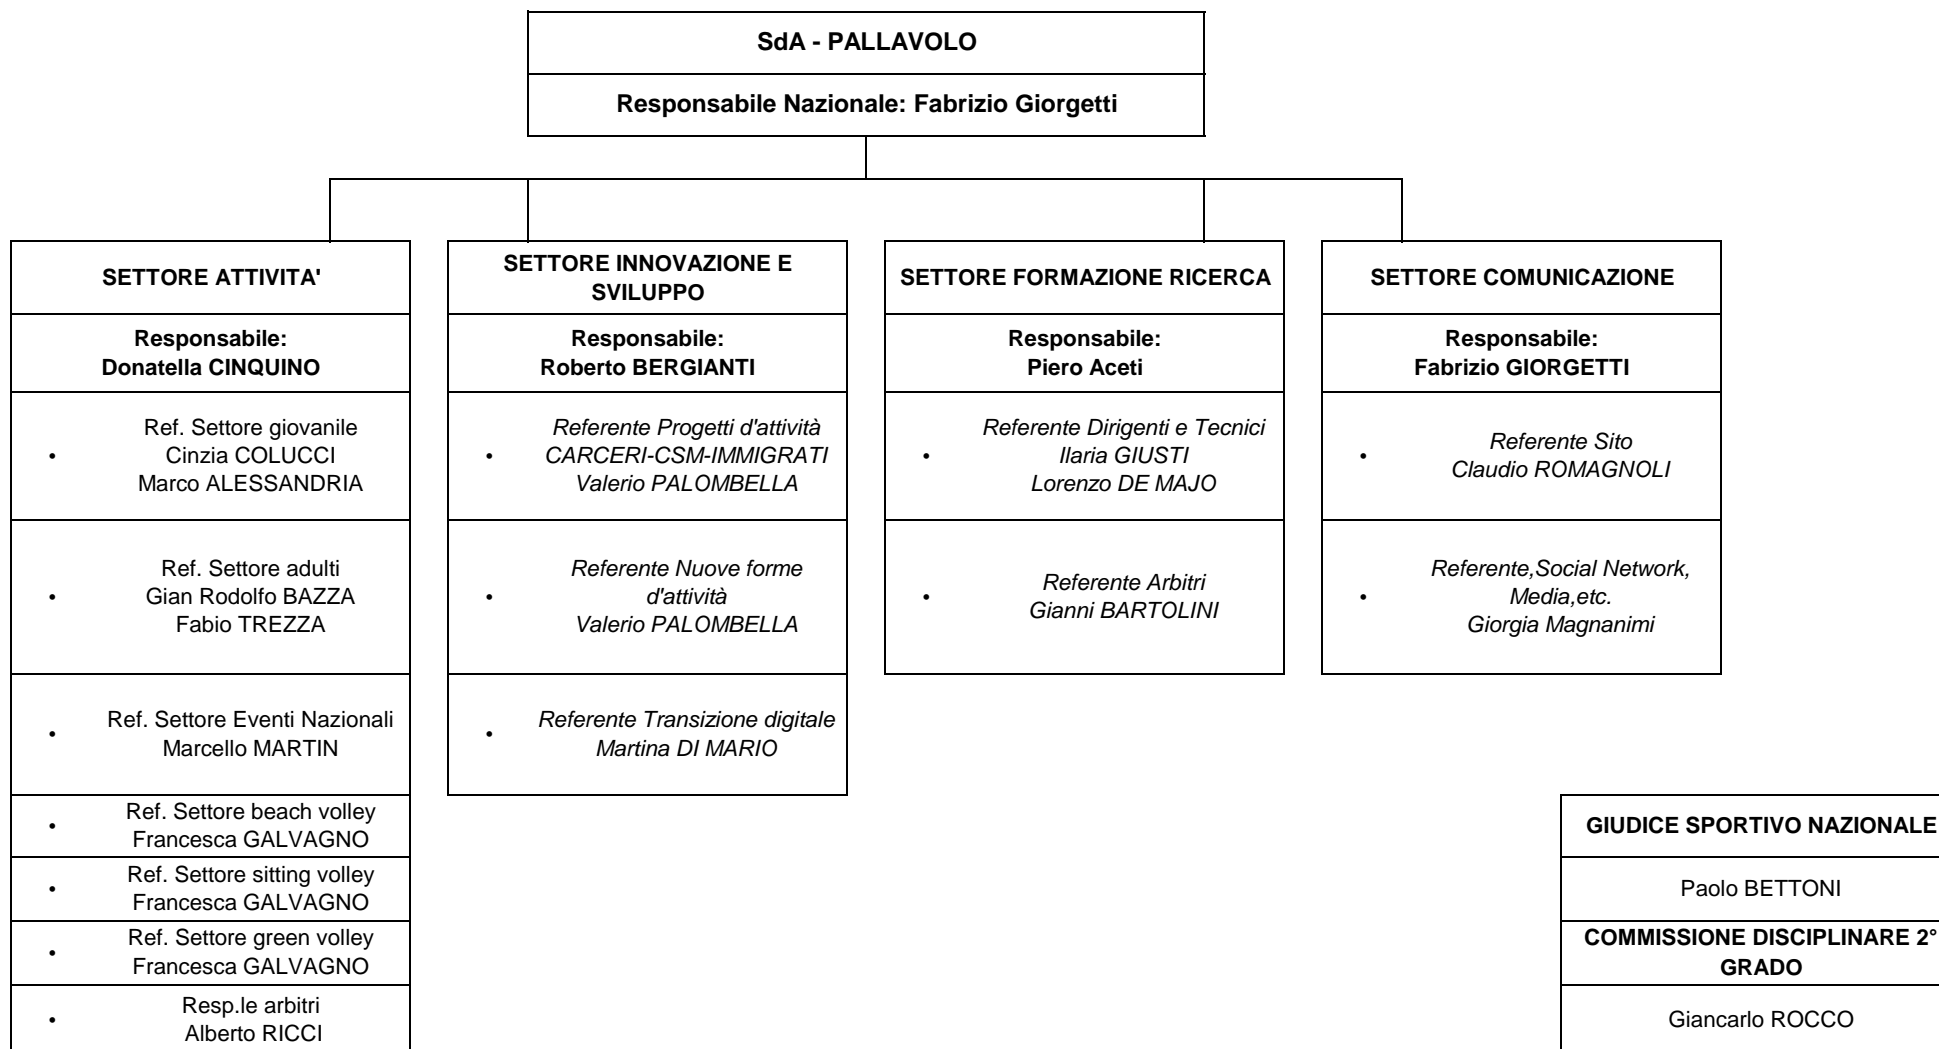 SdA - PALLAVOLO
Responsabile Nazionale: Fabrizio Giorgetti
SETTORE ATTIVITA'
Responsabile:
Donatella CINQUINO
• Ref. Settore giovanile
Cinzia COLUCCI
Marco ALESSANDRIA
• Ref. Settore adulti
Gian Rodolfo BAZZA
Fabio TREZZA
• Ref. Settore Eventi Nazionali
Marcello MARTIN
• Ref. Settore beach volley
Francesca GALVAGNO
• Ref. Settore sitting volley
Francesca GALVAGNO
• Ref. Settore green volley
Francesca GALVAGNO
• Resp.le arbitri
Alberto RICCI
SETTORE INNOVAZIONE E
SVILUPPO
Responsabile:
Roberto BERGIANTI
• Referente Progetti d'attività
CARCERI-CSM-IMMIGRATI
Valerio PALOMBELLA
• Referente Nuove forme
d'attività
Valerio PALOMBELLA
• Referente Transizione digitale
Martina DI MARIO
SETTORE FORMAZIONE RICERCA
Responsabile:
Piero Aceti
• Referente Dirigenti e Tecnici
Ilaria GIUSTI
Lorenzo DE MAJO
• Referente Arbitri
Gianni BARTOLINI
SETTORE COMUNICAZIONE
Responsabile:
Fabrizio GIORGETTI
• Referente Sito
Claudio ROMAGNOLI
• Referente,Social Network,
Media,etc.
Giorgia Magnanimi
GIUDICE SPORTIVO NAZIONALE
Paolo BETTONI
COMMISSIONE DISCIPLINARE 2°
GRADO
Giancarlo ROCCO